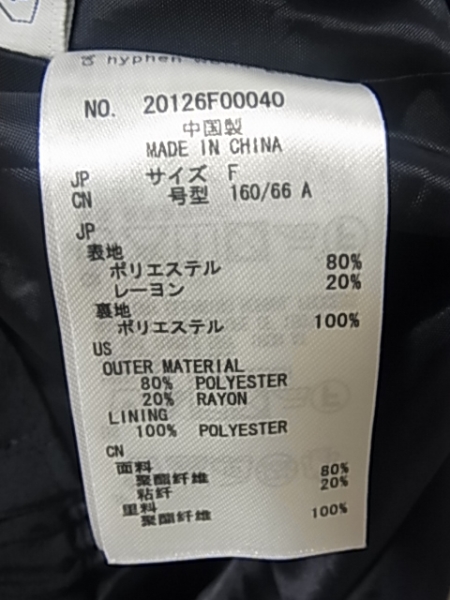 hyphen wor
NO. 20126F00040
中国製
MADE IN CHINA
JP サイズ F
CN 号型 160/66 A
JP
表地
ポリエステル 80%
レーヨン 20%
裏地
ポリエステル 100%
US
OUTER MATERIAL
80% POLYESTER
20% RAYON
LINING
100% POLYESTER
CN
面料
聚酯纤维 80%
粘纤 20%
里料
聚酯纤维 100%